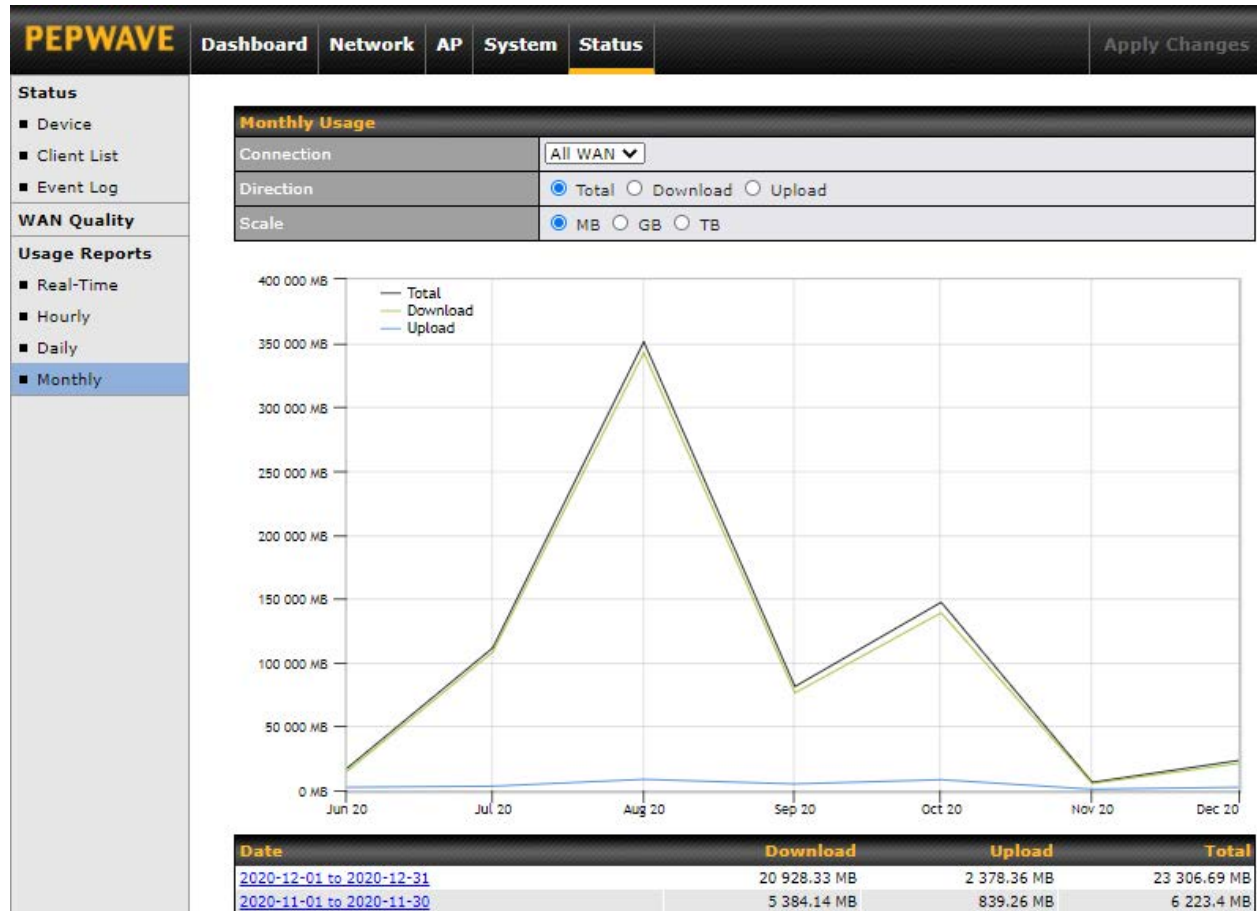 PEPWAVE
Dashboard Network AP System Status Apply Changes
Status
Device
Client List
Event Log
WAN Quality
Usage Reports
Real-Time
Hourly
Daily
Monthly
Monthly Usage
Connection All WAN
Direction Total Download Upload
Scale MB GB TB
400 000 MB
Total
Download
Upload
350 000 MB
300 000 MB
250 000 MB
200 000 MB
150 000 MB
100 000 MB
50 000 MB
0 MB
Jun 20 Jul 20 Aug 20 Sep 20 Oct 20 Nov 20 Dec 20
Date Download Upload Total
2020-12-01 to 2020-12-31 20 928.33 MB 2 378.36 MB 23 306.69 MB
2020-11-01 to 2020-11-30 5 384.14 MB 839.26 MB 6 223.4 MB